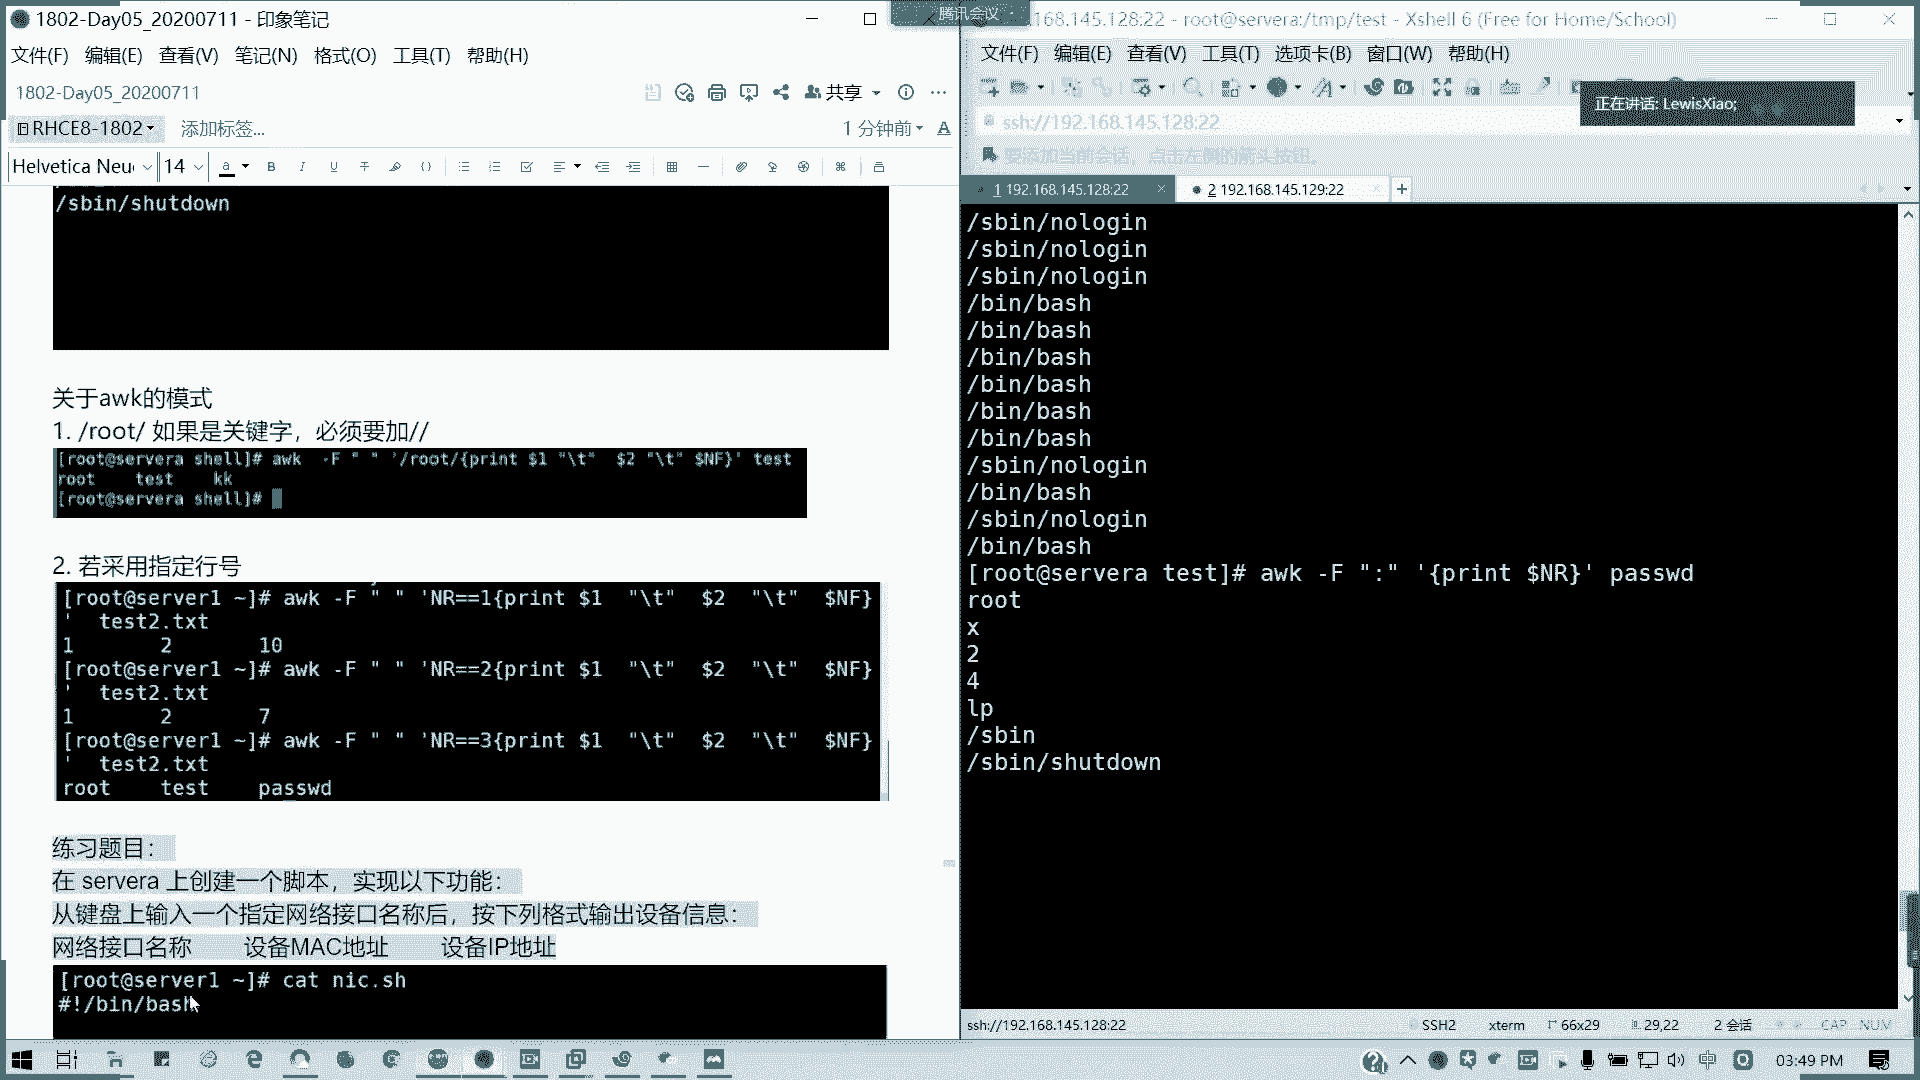 1802-Day05_20200711 - 印象笔记
文件(F) 编辑(E) 查看(V) 笔记(N) 格式(O) 工具(T) 帮助(H)
1802-Day05_20200711
共享
RHCE8-1802
添加标签...
1 分钟前
Helvetica Neu 14
/sbin/shutdown
关于awk的模式
1. /root/ 如果是关键字，必须要加//
[root@servera shell]# awk  -F " " '/root/{print $1 "\t"  $2 "\t" $NF}' test
root    test    kk
[root@servera shell]#
2. 若采用指定行号
[root@server1 ~]# awk -F " " 'NR==1{print $1  "\t"  $2  "\t"  $NF}
'  test2.txt
1       2       10
[root@server1 ~]# awk -F " " 'NR==2{print $1  "\t"  $2  "\t"  $NF}
'  test2.txt
1       2       7
[root@server1 ~]# awk -F " " 'NR==3{print $1  "\t"  $2  "\t"  $NF}
'  test2.txt
root    test    passwd
练习题目：
在 servera 上创建一个脚本，实现以下功能：
从键盘上输入一个指定网络接口名称后，按下列格式输出设备信息：
网络接口名称 设备MAC地址 设备IP地址
[root@server1 ~]# cat nic.sh
#!/bin/bash
腾讯会议
.168.145.128:22 - root@servera:/tmp/test - Xshell 6 (Free for Home/School)
文件(F) 编辑(E) 查看(V) 工具(T) 选项卡(B) 窗口(W) 帮助(H)
正在讲话: LewisXiao;
ssh://192.168.145.128:22
要添加当前会话，点击左侧的箭头按钮。
1 192.168.145.128:22
2 192.168.145.129:22
/sbin/nologin
/sbin/nologin
/sbin/nologin
/bin/bash
/bin/bash
/bin/bash
/bin/bash
/bin/bash
/bin/bash
/sbin/nologin
/bin/bash
/sbin/nologin
/bin/bash
[root@servera test]# awk -F ":" '{print $NR}' passwd
root
x
2
4
lp
/sbin
/sbin/shutdown
ssh://192.168.145.128:22
SSH2 xterm 66x29 29,22 2 会话 CAP NUM
中
03:49 PM